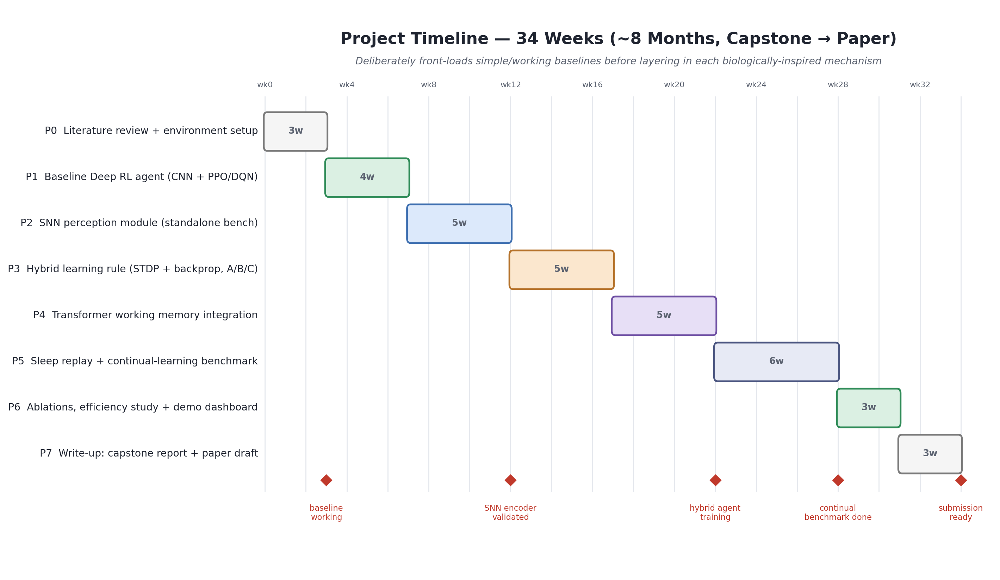 Project Timeline — 34 Weeks (~8 Months, Capstone → Paper)
Deliberately front-loads simple/working baselines before layering in each biologically-inspired mechanism
wk0 wk4 wk8 wk12 wk16 wk20 wk24 wk28 wk32
P0 Literature review + environment setup 3w
P1 Baseline Deep RL agent (CNN + PPO/DQN) 4w
P2 SNN perception module (standalone bench) 5w
P3 Hybrid learning rule (STDP + backprop, A/B/C) 5w
P4 Transformer working memory integration 5w
P5 Sleep replay + continual-learning benchmark 6w
P6 Ablations, efficiency study + demo dashboard 3w
P7 Write-up: capstone report + paper draft 3w
baseline
working
SNN encoder
validated
hybrid agent
training
continual
benchmark done
submission
ready